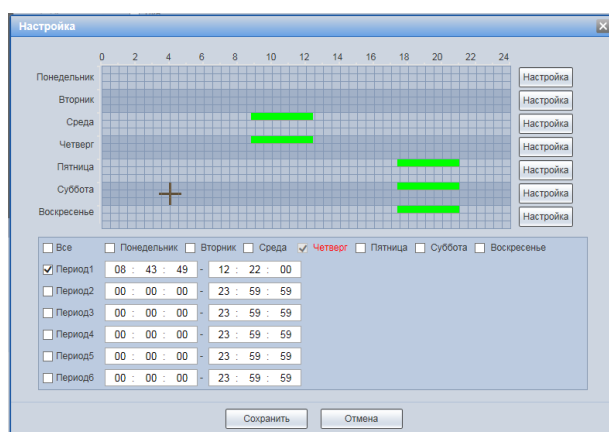 Настройка
0 2 4 6 8 10 12 14 16 18 20 22 24
Понедельник Настройка
Вторник Настройка
Среда Настройка
Четверг Настройка
Пятница Настройка
Суббота Настройка
Воскресенье Настройка
Все Понедельник Вторник Среда Четверг Пятница Суббота Воскресенье
Период1 08 : 43 : 49 - 12 : 22 : 00
Период2 00 : 00 : 00 - 23 : 59 : 59
Период3 00 : 00 : 00 - 23 : 59 : 59
Период4 00 : 00 : 00 - 23 : 59 : 59
Период5 00 : 00 : 00 - 23 : 59 : 59
Период6 00 : 00 : 00 - 23 : 59 : 59
Сохранить Отмена